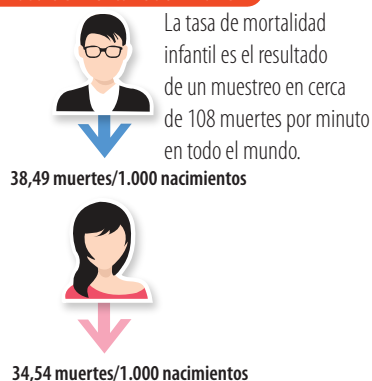 La tasa de mortalidad
infantil es el resultado
de un muestreo en cerca
de 108 muertes por minuto
en todo el mundo.
38,49 muertes/1.000 nacimientos
34,54 muertes/1.000 nacimientos